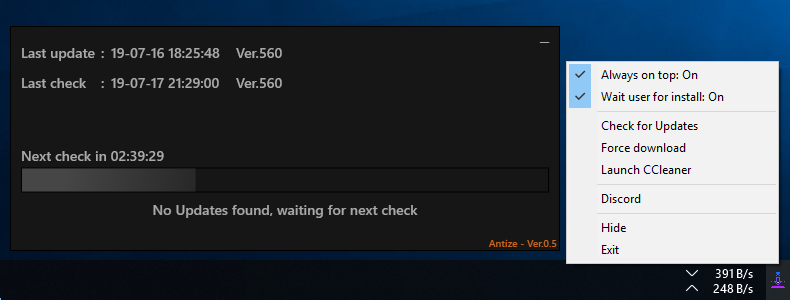 Last update : 19-07-16 18:25:48 Ver.560
Last check : 19-07-17 21:29:00 Ver.560
Next check in 02:39:29
No Updates found, waiting for next check
Antize - Ver.0.5
Always on top: On
Wait user for install: On
Check for Updates
Force download
Launch CCleaner
Discord
Hide
Exit
391 B/s
248 B/s